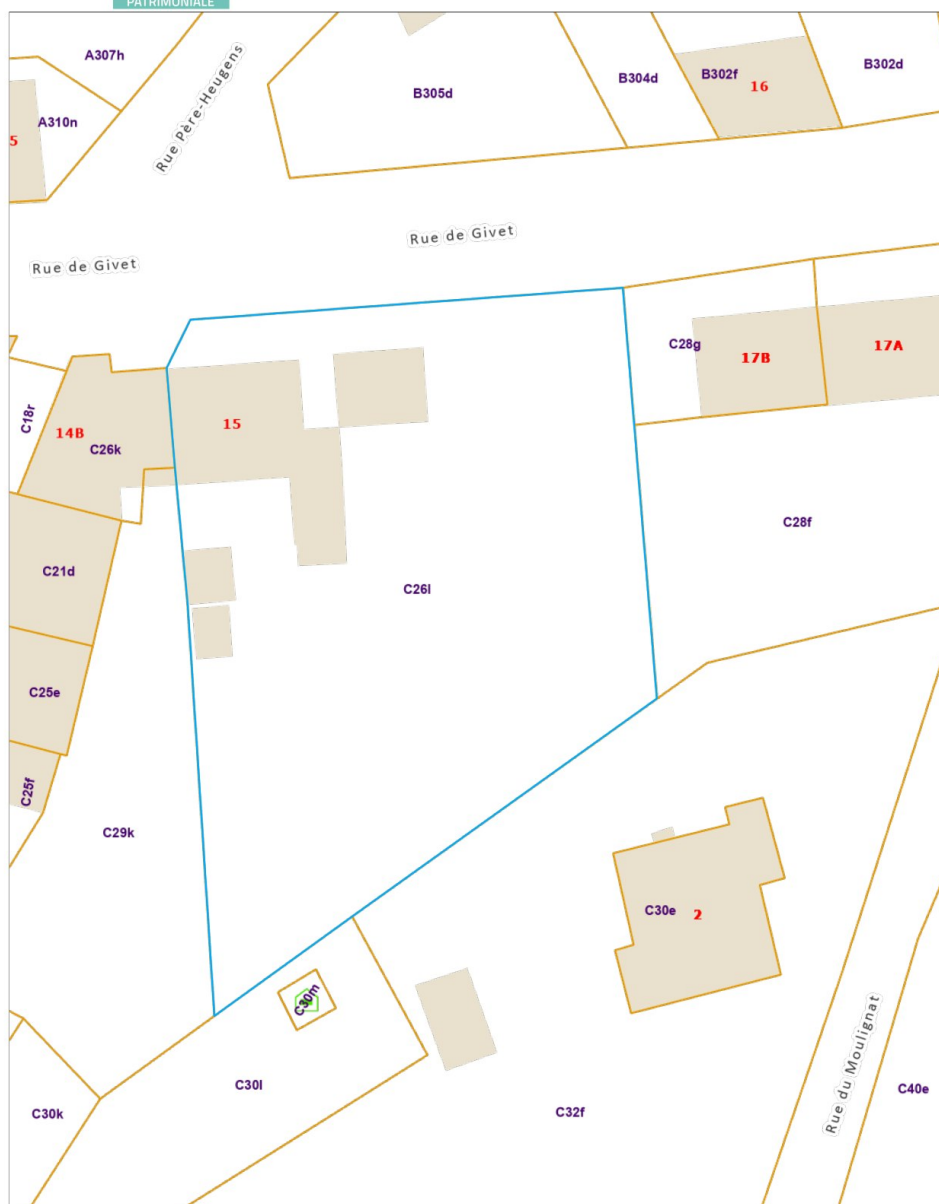 PATRIMONIALE
A307h
Rue Père-Heugens
B305d
B304d
B302f
16
B302d
A310n
5
Rue de Givet
Rue de Givet
C28g
17B
17A
C18r
14B
C26k
15
C28f
C21d
C26l
C25e
C25f
C29k
C30e
2
C30m
C30l
C30k
C32f
Rue du Moulignat
C40e